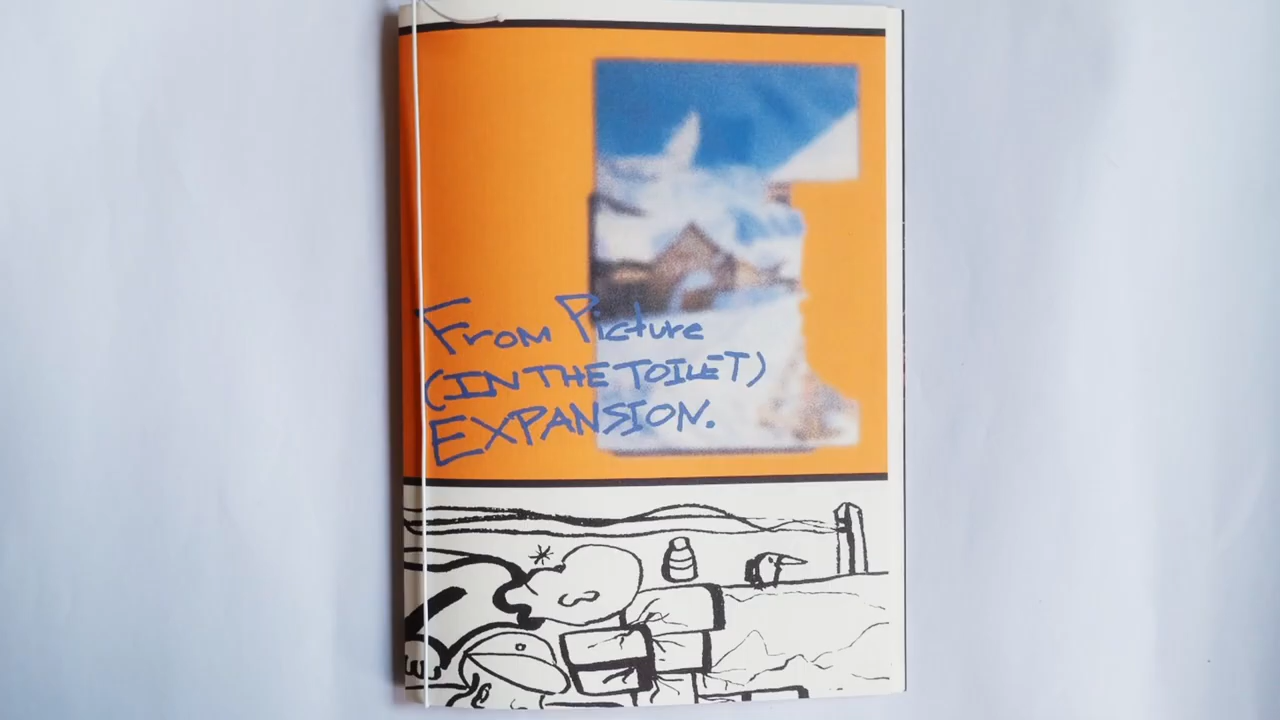 From Picture
(IN THE TOILET)
EXPANSION.